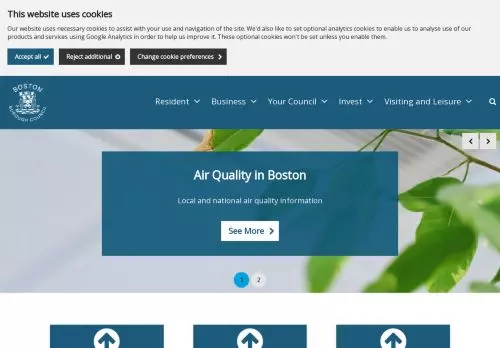 This website uses cookies
Our website uses necessary cookies to assist with your use and navigation of the site. We'd also like to set optional analytics cookies to enable us to analyse use of our
products and services using Google Analytics in order to help us improve it. These optional cookies won't be set unless you enable them.
Accept all
Reject additional
Change cookie preferences
BOSTON
BOROUGH COUNCIL
Resident
Business
Your Council
Invest
Visiting and Leisure
Air Quality in Boston
Local and national air quality information
See More
1
2